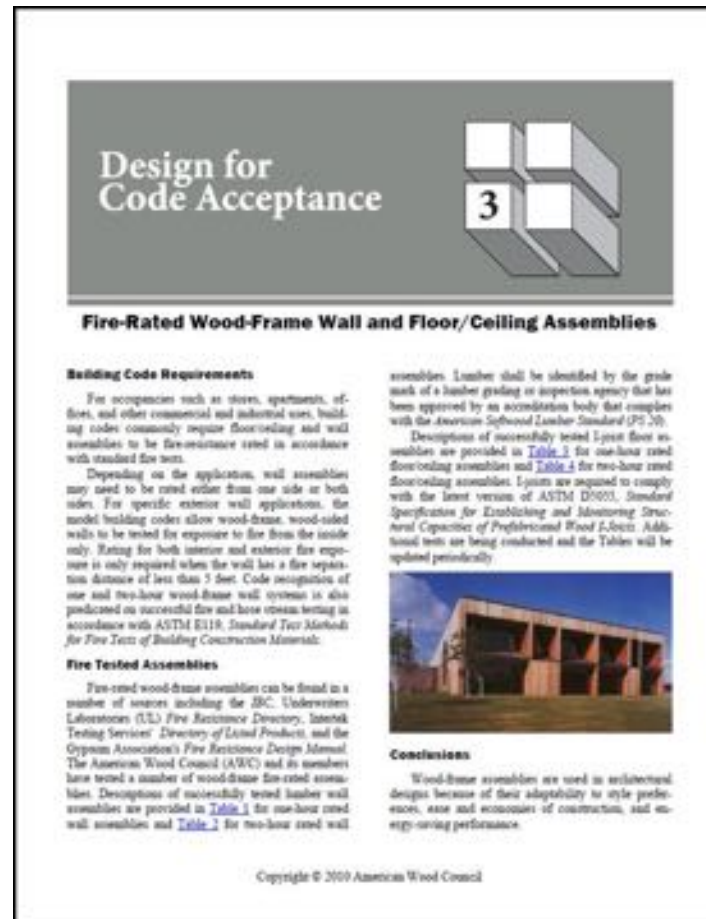 Design for
Code Acceptance
3
Fire-Rated Wood-Frame Wall and Floor/Ceiling Assemblies
Building Code Requirements
For occupancies such as stores, apartments, of-
fices, and other commercial and industrial uses, build-
ing codes commonly require floor/ceiling and wall
assemblies to be fire-resistance rated in accordance
with standard fire tests.
Depending on the application, wall assemblies
may need to be rated either from one side or both
sides. For specific exterior wall applications, the
model building codes allow wood-frame, wood-sided
walls to be tested for exposure to fire from the inside
only. Rating for both interior and exterior fire expo-
sure is only required when the wall has a fire separa-
tion distance of less than 5 feet. Code recognition of
one and two-hour wood-frame wall systems is also
predicated on successful fire and hose stream testing in
accordance with ASTM E119, Standard Test Methods
for Fire Tests of Building Construction Materials.
Fire Tested Assemblies
Fire-rated wood-frame assemblies can be found in a
number of sources including the IBC, Underwriters
Laboratories (UL) Fire Resistance Directory, Intertek
Testing Services' Directory of Listed Products, and the
Gypsum Association's Fire Resistance Design Manual.
The American Wood Council (AWC) and its members
have tested a number of wood-frame fire-rated assem-
blies. Descriptions of successfully tested lumber wall
assemblies are provided in Table 1 for one-hour rated
wall assemblies and Table 2 for two-hour rated wall
assemblies. Lumber shall be identified by the grade
mark of a lumber grading or inspection agency that has
been approved by an accreditation body that complies
with the American Softwood Lumber Standard (PS 20).
Descriptions of successfully tested I-joist floor as-
semblies are provided in Table 3 for one-hour rated
floor/ceiling assemblies and Table 4 for two-hour rated
floor/ceiling assemblies. I-joists are required to comply
with the latest version of ASTM D5055, Standard
Specification for Establishing and Monitoring Struc-
tural Capacities of Prefabricated Wood I-Joists. Addi-
tional tests are being conducted and the Tables will be
updated periodically.
Conclusions
Wood-frame assemblies are used in architectural
designs because of their adaptability to style prefer-
ences, ease and economies of construction, and en-
ergy-saving performance.
Copyright © 2010 American Wood Council